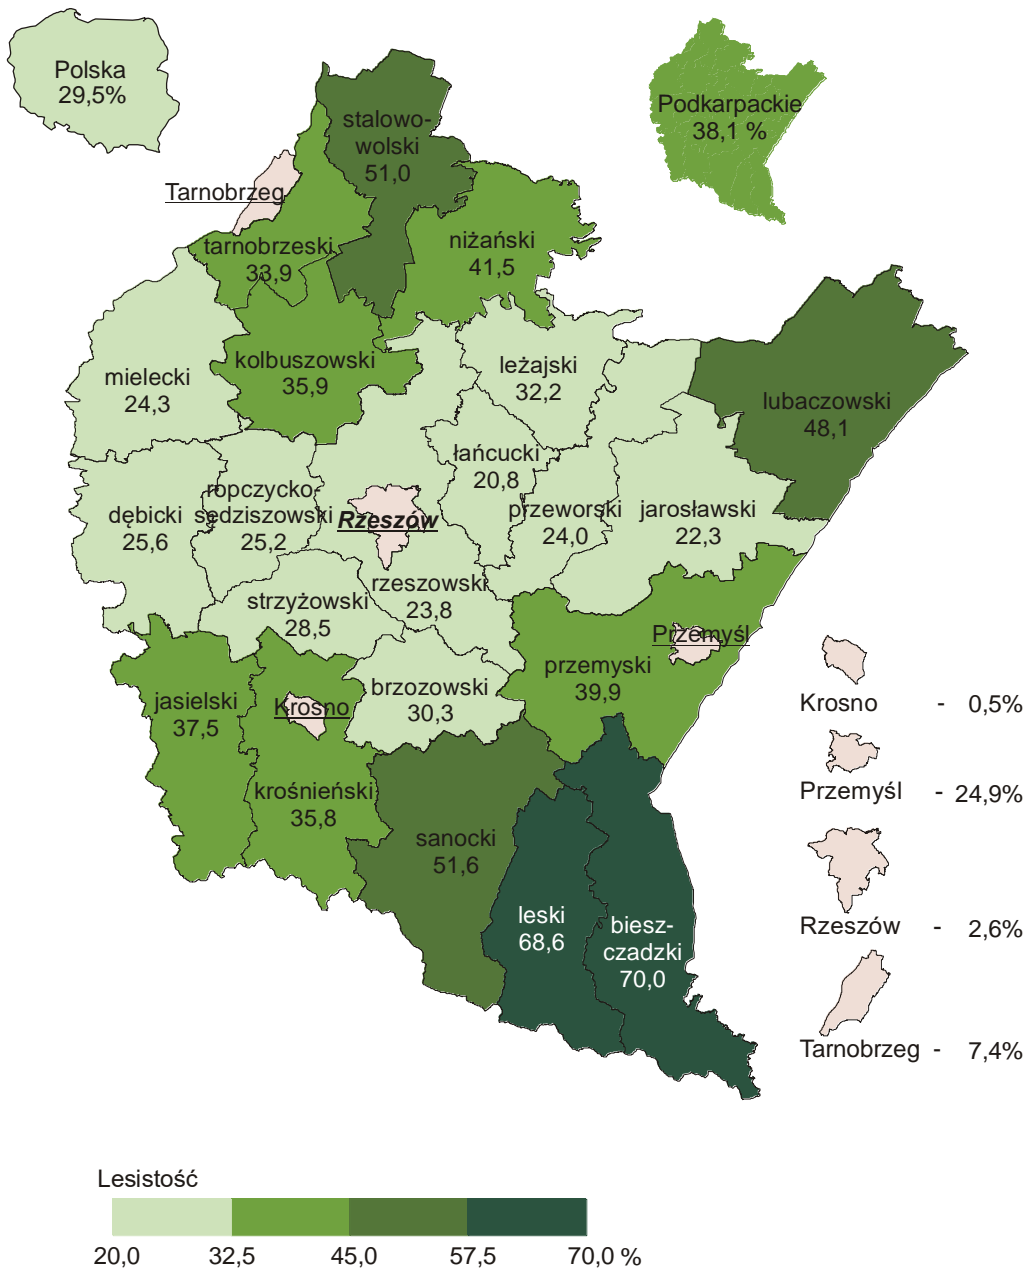 Polska
29,5%
Podkarpackie
38,1 %
stalowo-
wolski
51,0
Tarnobrzeg
tarnobrzeski
33,9
niżański
41,5
mielecki
24,3
kolbuszowski
35,9
leżajski
32,2
lubaczowski
48,1
łańcucki
20,8
dębicki
25,6
ropczycko-
sędziszowski
25,2
Rzeszów
przeworski
24,0
jarosławski
22,3
rzeszowski
23,8
strzyżowski
28,5
Przemyśl
przemyski
39,9
jasielski
37,5
Krosno
brzozowski
30,3
krośnieński
35,8
sanocki
51,6
leski
68,6
biesz-
czadzki
70,0
Krosno - 0,5%
Przemyśl - 24,9%
Rzeszów - 2,6%
Tarnobrzeg - 7,4%
Lesistość
20,0 32,5 45,0 57,5 70,0 %